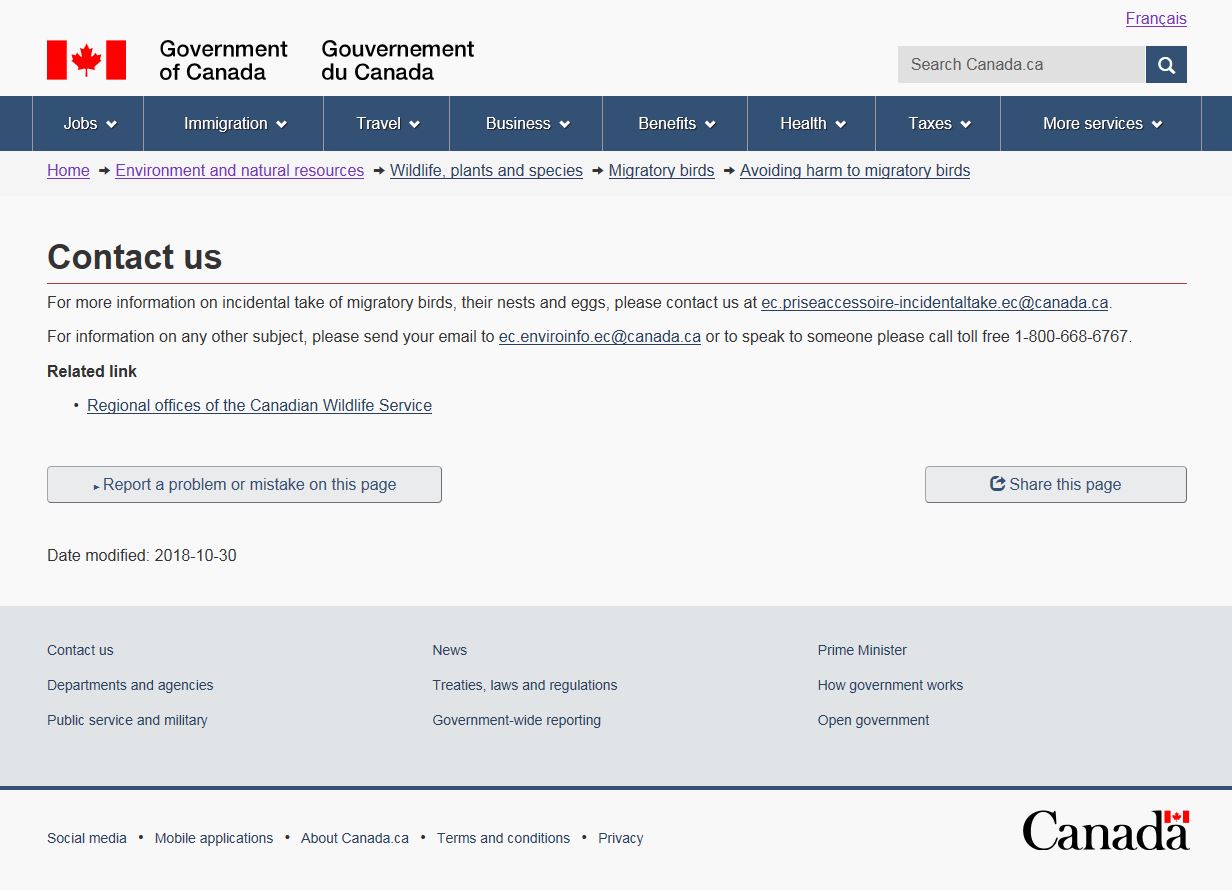 Français
Government of Canada
Gouvernement du Canada
Search Canada.ca
Jobs Immigration Travel Business Benefits Health Taxes More services
Home ➔ Environment and natural resources ➔ Wildlife, plants and species ➔ Migratory birds ➔ Avoiding harm to migratory birds
Contact us
For more information on incidental take of migratory birds, their nests and eggs, please contact us at ec.priseaccessoire-incidentaltake.ec@canada.ca.
For information on any other subject, please send your email to ec.enviroinfo.ec@canada.ca or to speak to someone please call toll free 1-800-668-6767.
Related link
• Regional offices of the Canadian Wildlife Service
▸ Report a problem or mistake on this page
Share this page
Date modified: 2018-10-30
Contact us
Departments and agencies
Public service and military
News
Treaties, laws and regulations
Government-wide reporting
Prime Minister
How government works
Open government
Social media • Mobile applications • About Canada.ca • Terms and conditions • Privacy
Canada